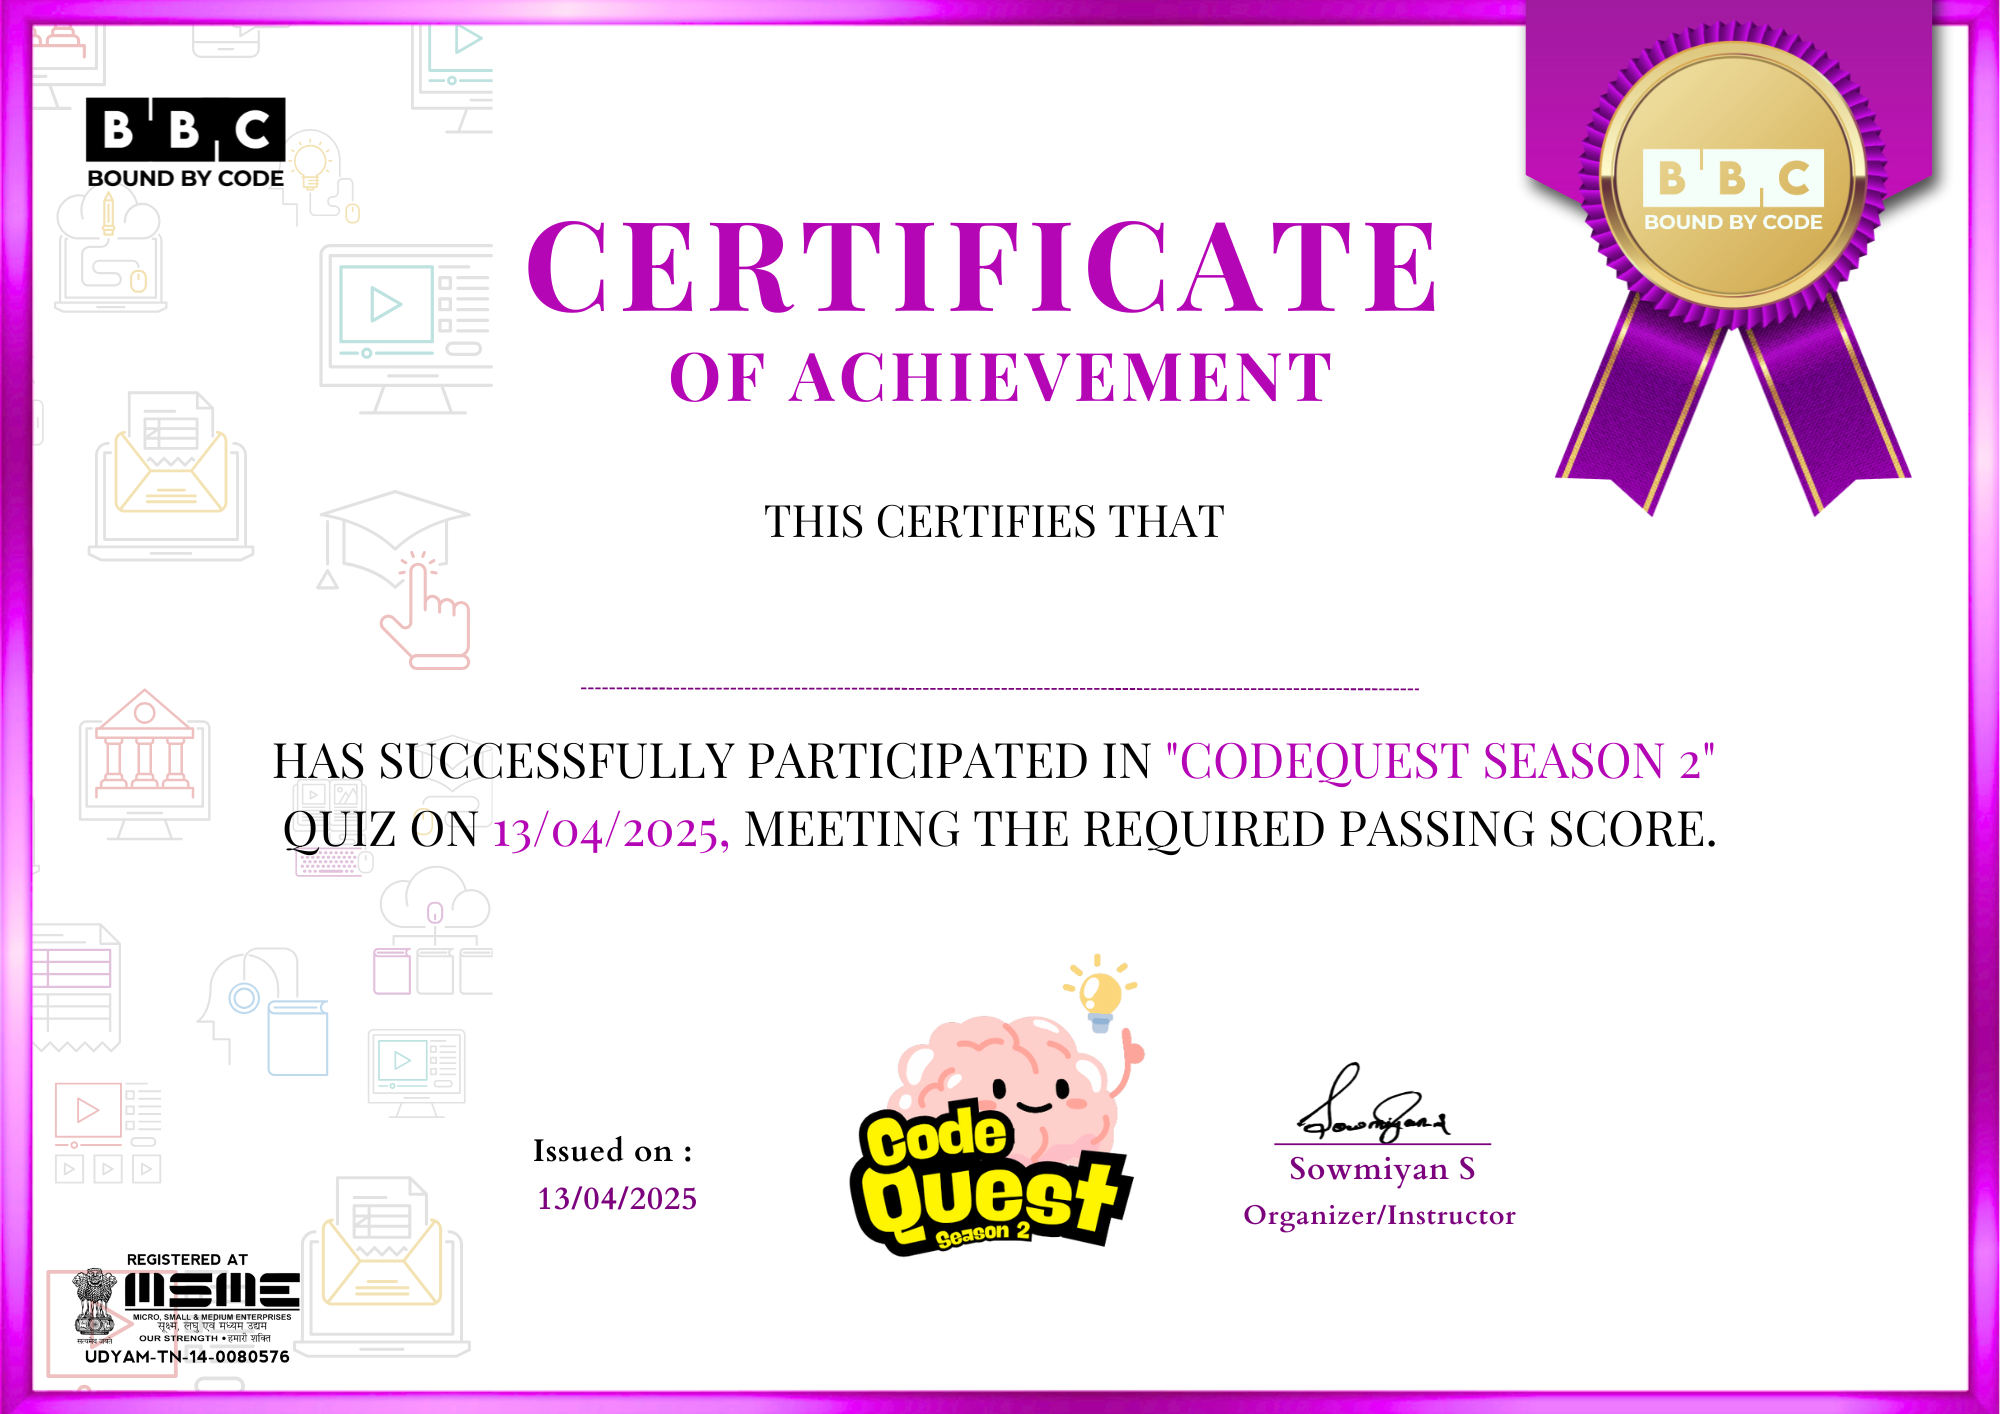 BBC
BOUND BY CODE
BBC
BOUND BY CODE
CERTIFICATE
OF ACHIEVEMENT
THIS CERTIFIES THAT
HAS SUCCESSFULLY PARTICIPATED IN "CODEQUEST SEASON 2"
QUIZ ON 13/04/2025, MEETING THE REQUIRED PASSING SCORE.
Issued on :
13/04/2025
Code
Quest
Season 2
Sowmiyan S
Sowmiyan S
Organizer/Instructor
REGISTERED AT
MSME
MICRO, SMALL & MEDIUM ENTERPRISES
सूक्ष्म, लघु एवं मध्यम उद्यम
OUR STRENGTH • हमारी शक्ति
सत्यमेव जयते
UDYAM-TN-14-0080576